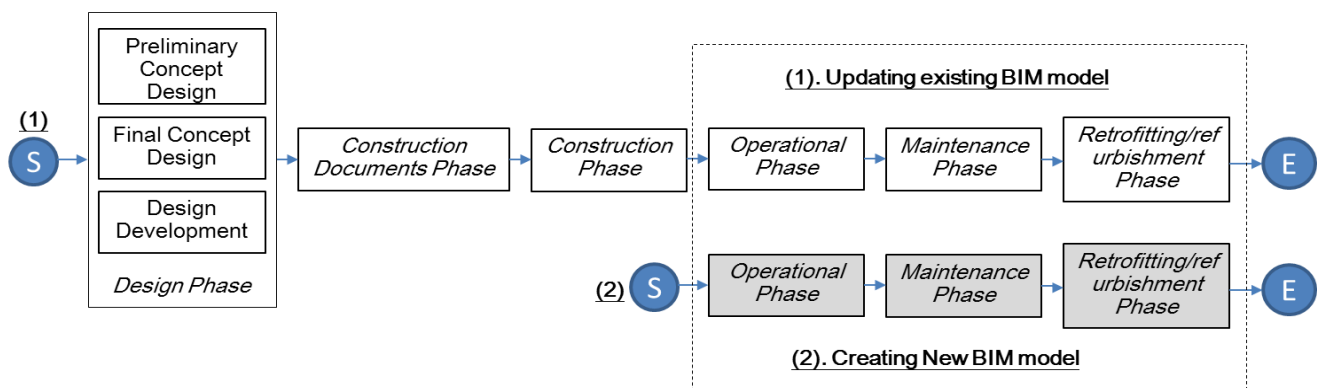 (1)
S
Preliminary
Concept
Design
Final Concept
Design
Design
Development
Design Phase
Construction
Documents Phase
Construction
Phase
(1). Updating existing BIM model
Operational
Phase
Maintenance
Phase
Retrofitting/ref
urbishment
Phase
E
(2)
S
Operational
Phase
Maintenance
Phase
Retrofitting/ref
urbishment
Phase
E
(2). Creating New BIM model